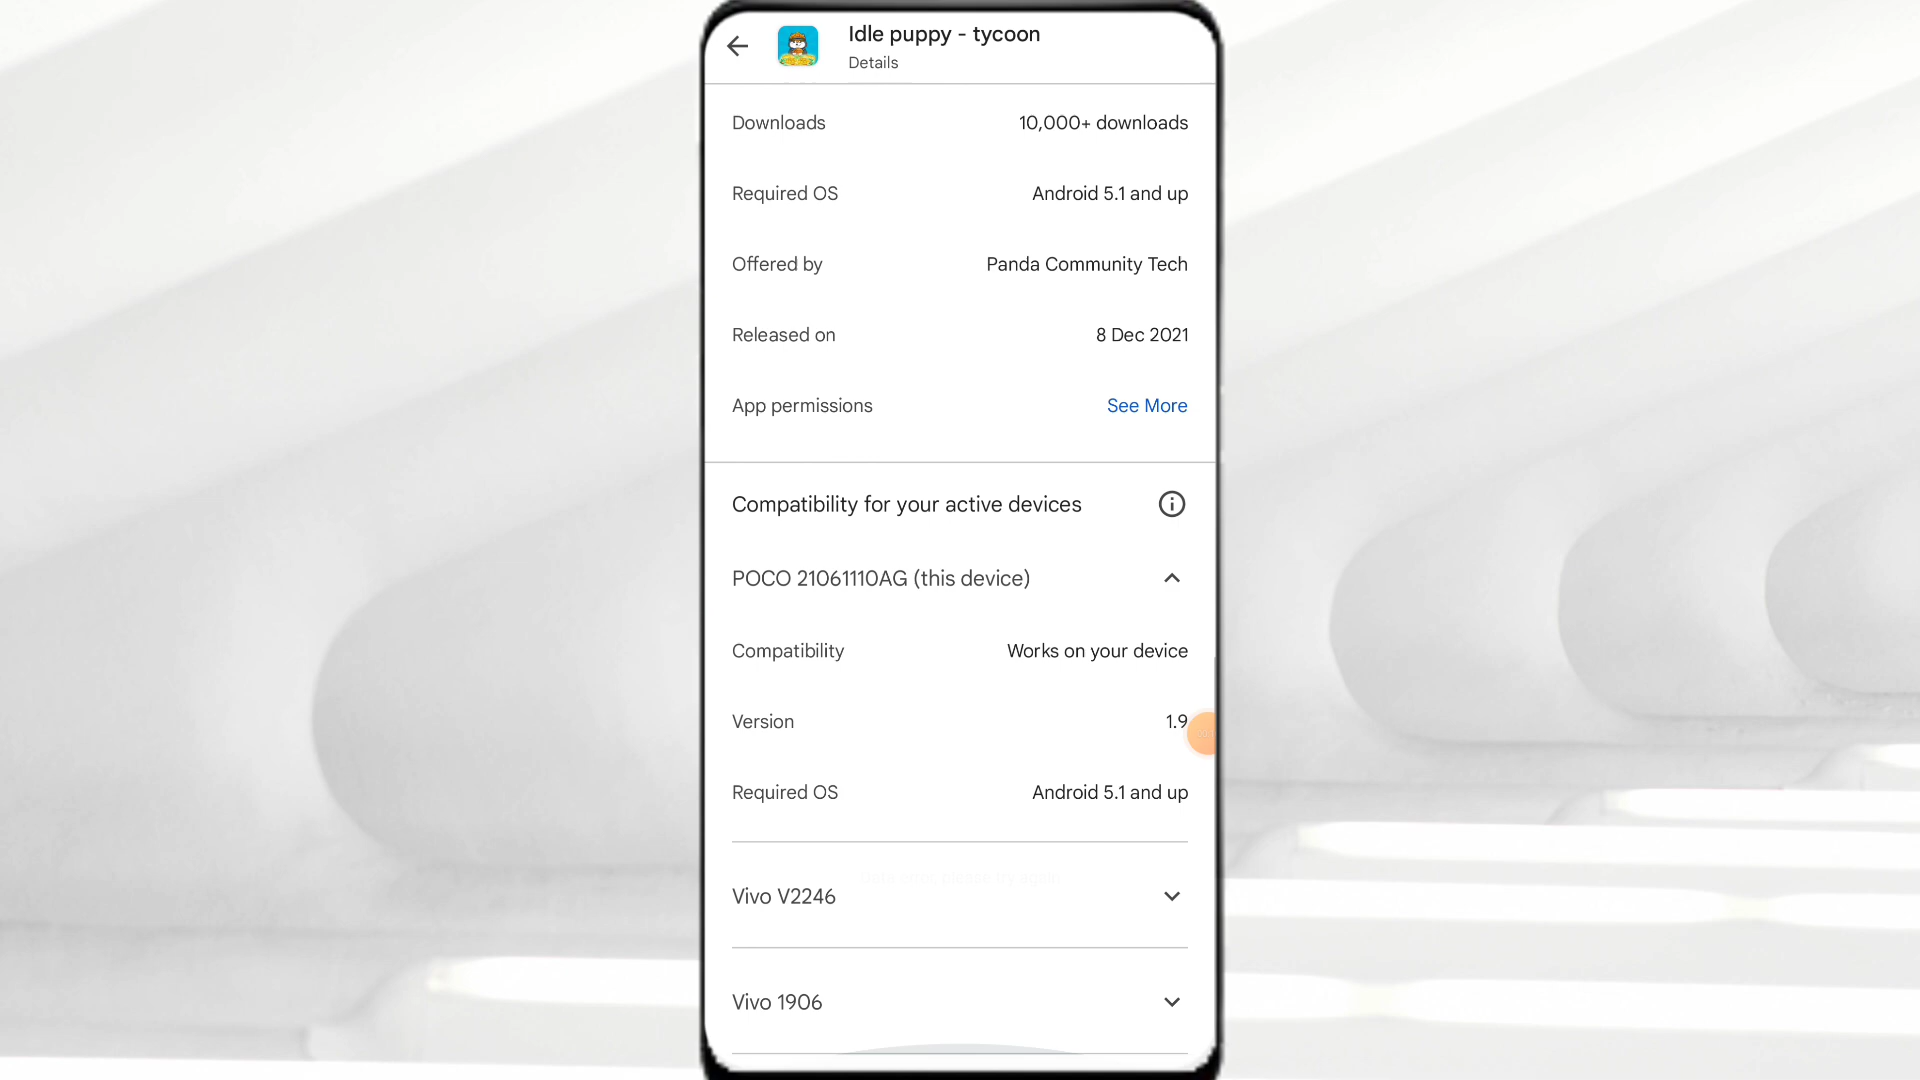 Idle puppy - tycoon
Details
Downloads 10,000+ downloads
Required OS Android 5.1 and up
Offered by Panda Community Tech
Released on 8 Dec 2021
App permissions See More
Compatibility for your active devices
POCO 21061110AG (this device)
Compatibility Works on your device
Version 1.9
Required OS Android 5.1 and up
Vivo V2246
Vivo 1906